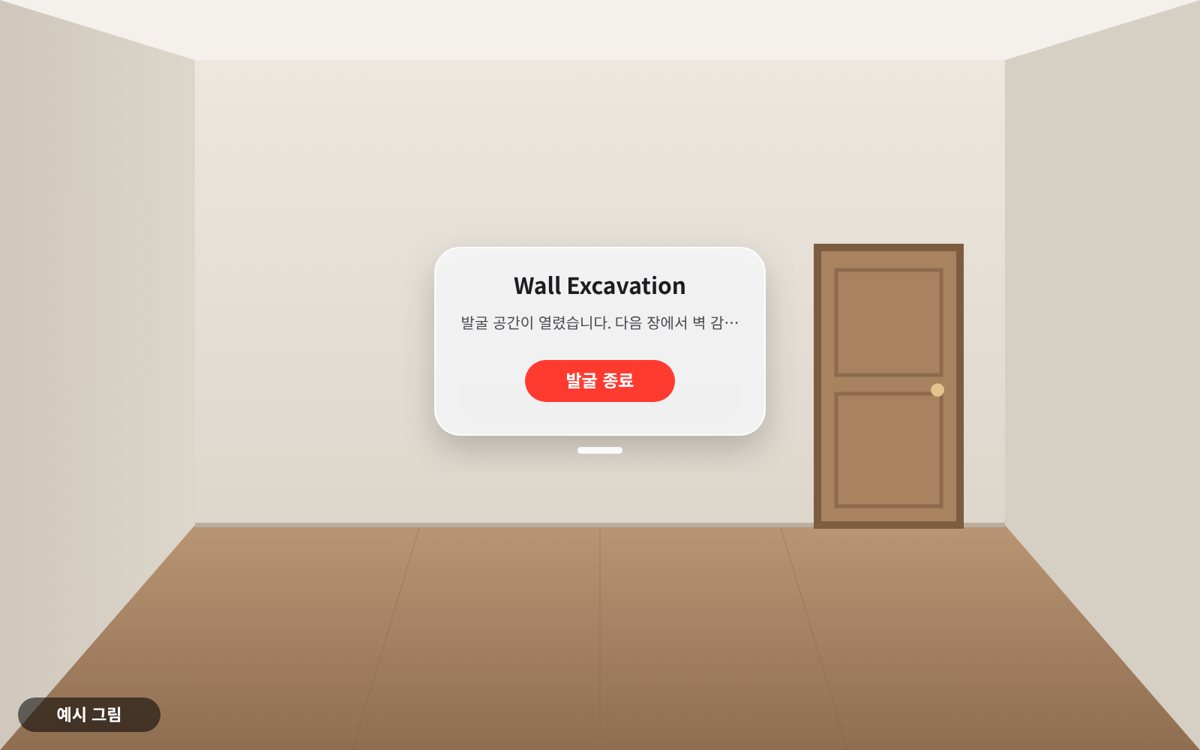 Wall Excavation
발굴 공간이 열렸습니다. 다음 장에서 벽 감…
발굴 종료
예시 그림